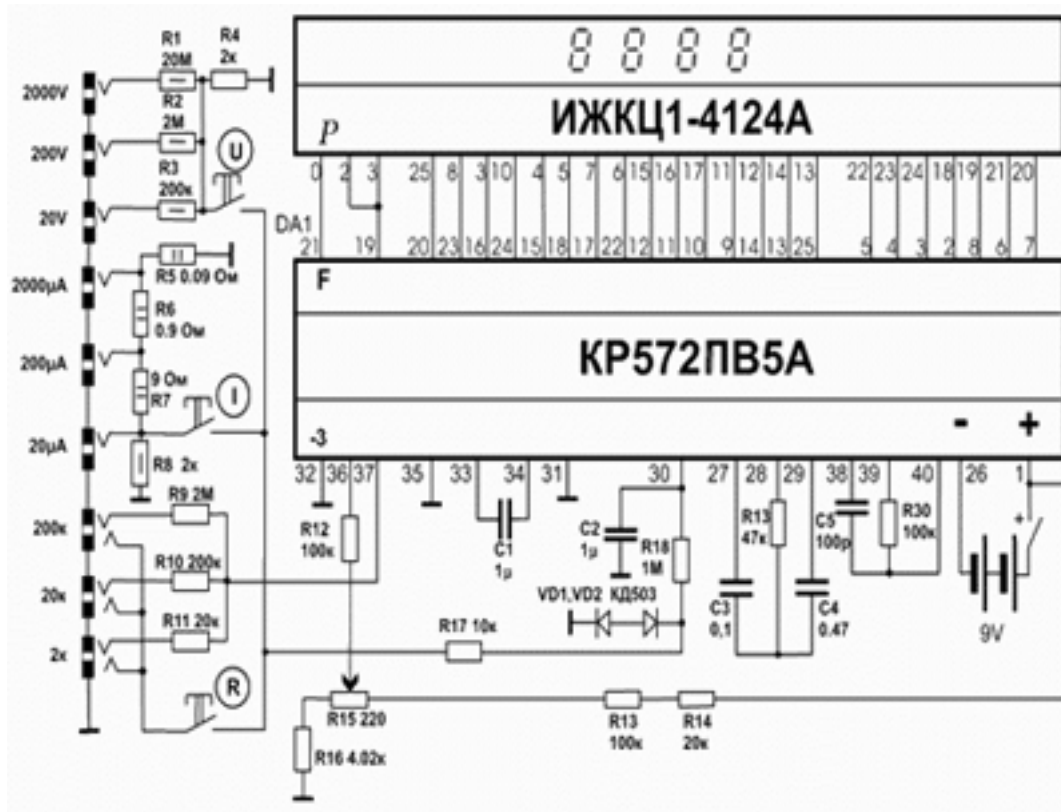 R1
20М
R4
2к
2000V
R2
2М
200V
U
R3
200к
20V
8 8 8 8
ИЖКЦ1-4124А
P
0 2 3 25 8 3 10 4 5 7 6 15 16 17 11 12 14 13 22 23 24 18 19 21 20
DA1
21 19 20 23 16 24 15 18 17 22 12 11 10 9 14 13 25 5 4 3 2 8 6 7
F
КР572ПВ5А
-3
- +
R5 0.09 Ом
2000µA
R6
0.9 Ом
200µA
9 Ом
R7
I
20µA
R8 2к
R9 2М
200к
R10 200к
20к
R11 20к
2к
R
32 36 37 35 33 34 31 30 27 28 29 38 39 40 26 1
R12
100к
C1
1µ
C2
1µ
R18
1М
VD1,VD2 КД503
R13
47к
C5
100p
R30
100к
C3
0,1
C4
0.47
+
9V
R17 10к
R15 220
R16 4.02к
R13
100к
R14
20к